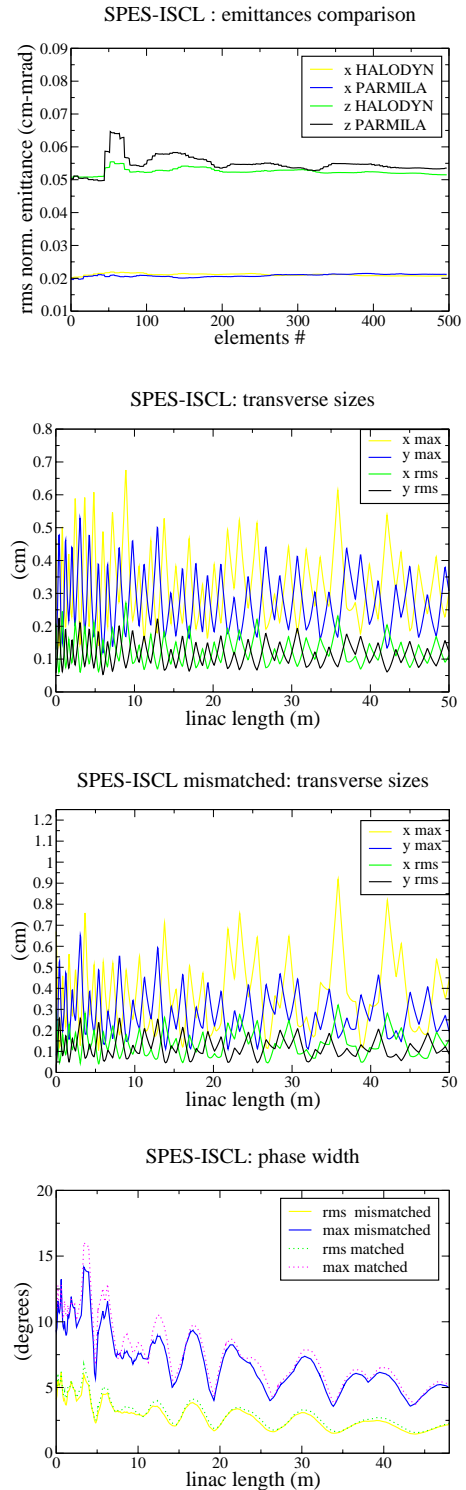 SPES-ISCL : emittances comparison
0.09
0.08
0.07
0.06
0.05
0.04
0.03
0.02
0.01
rms norm. emittance (cm-mrad)
x HALODYN
x PARMILA
z HALODYN
z PARMILA
0 100 200 300 400 500
elements #
SPES-ISCL: transverse sizes
0.8
0.7
0.6
0.5
0.4
0.3
0.2
0.1
0
(cm)
x max
y max
x rms
y rms
0 10 20 30 40 50
linac length (m)
SPES-ISCL mismatched: transverse sizes
1.2
1.1
1
0.9
0.8
0.7
0.6
0.5
0.4
0.3
0.2
0.1
0
(cm)
x max
y max
x rms
y rms
0 10 20 30 40 50
linac length (m)
SPES-ISCL: phase width
20
15
10
5
0
(degrees)
rms mismatched
max mismatched
rms matched
max matched
0 10 20 30 40
linac length (m)